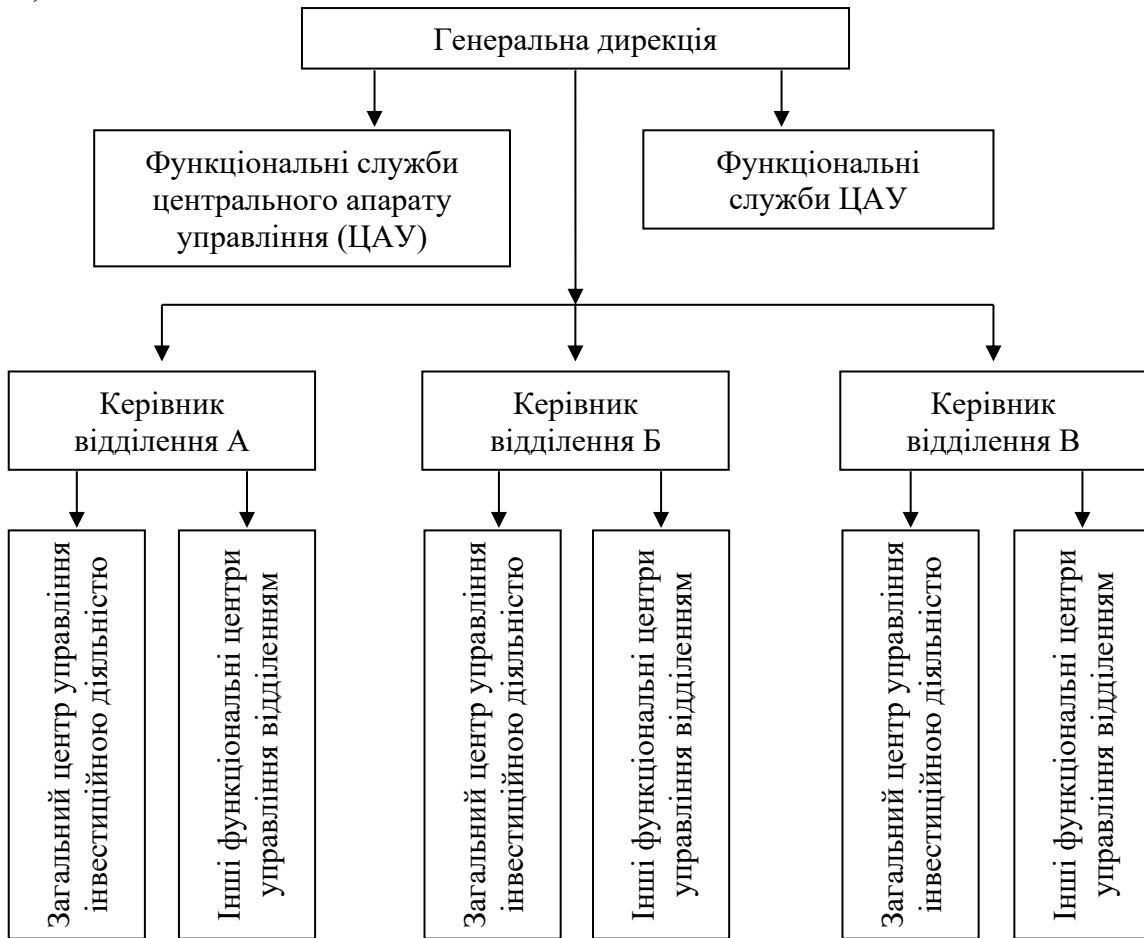 Генеральна дирекція
Функціональні служби
центрального апарату
управління (ЦАУ)
Функціональні
служби ЦАУ
Керівник
відділення А
Керівник
відділення Б
Керівник
відділення В
Загальний центр управління
інвестиційною діяльністю
Інші функціональні центри
управління відділенням
Загальний центр управління
інвестиційною діяльністю
Інші функціональні центри
управління відділенням
Загальний центр управління
інвестиційною діяльністю
Інші функціональні центри
управління відділенням